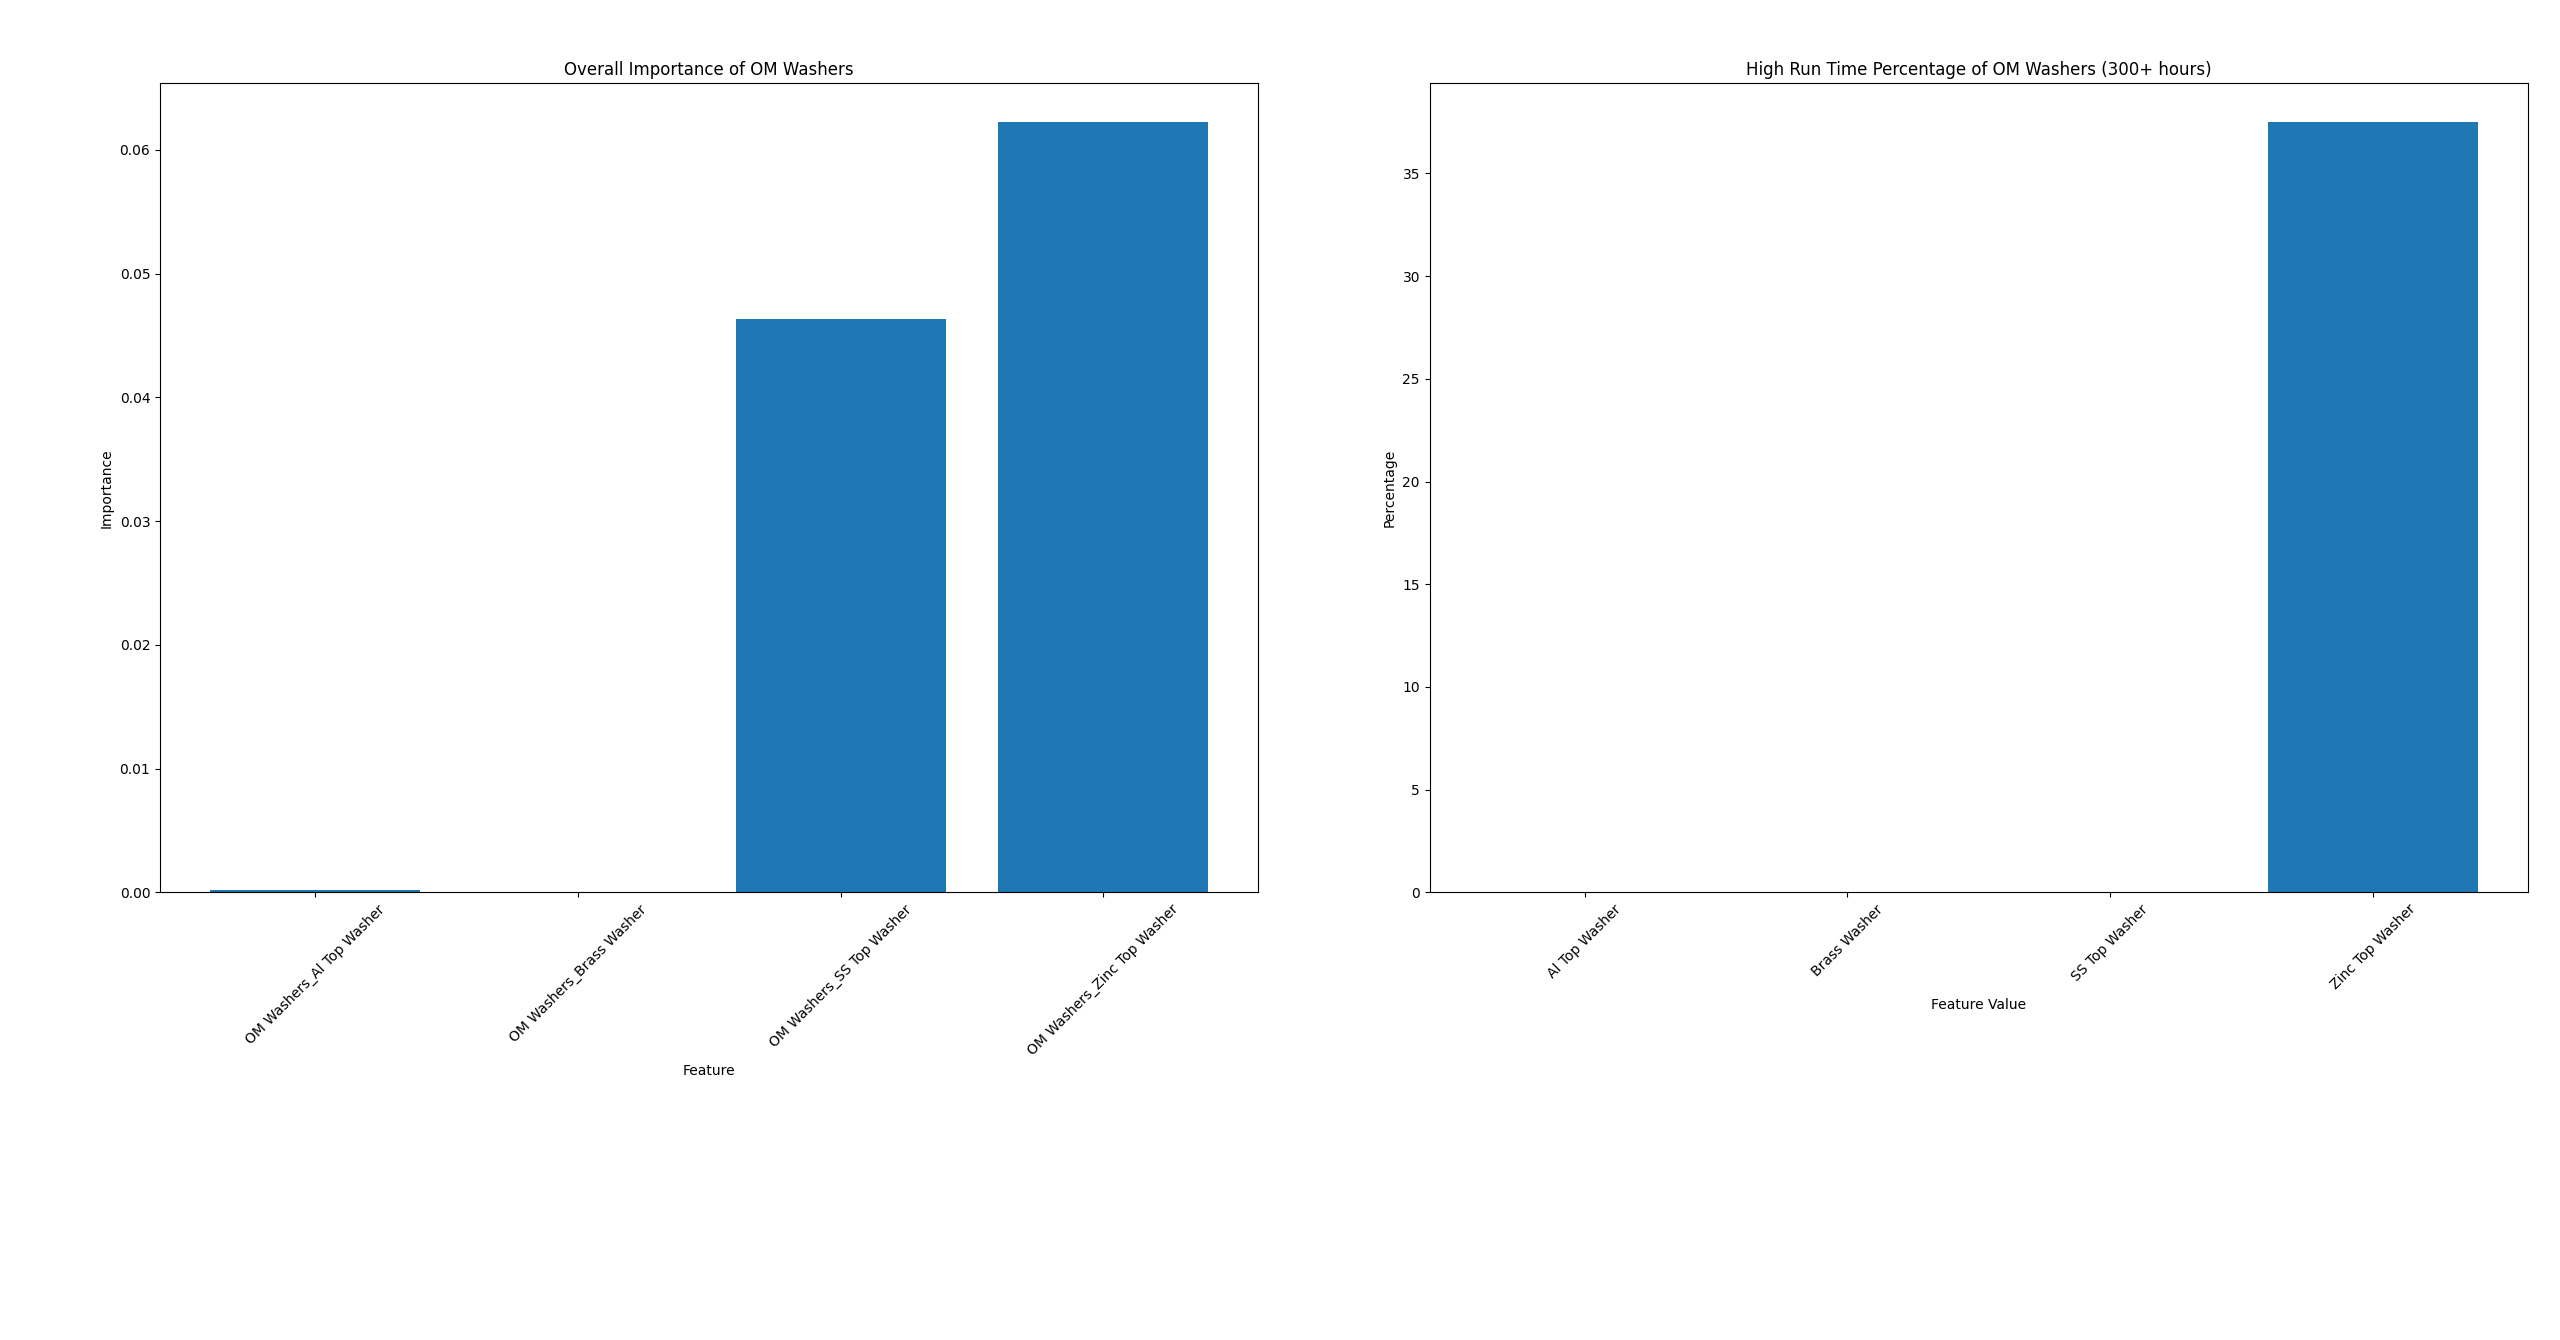 Overall Importance of OM Washers
Importance
0.06
0.05
0.04
0.03
0.02
0.01
0.00
OM Washers_Al Top Washer
OM Washers_Brass Washer
OM Washers_SS Top Washer
OM Washers_Zinc Top Washer
Feature
High Run Time Percentage of OM Washers (300+ hours)
Percentage
35
30
25
20
15
10
5
0
Al Top Washer
Brass Washer
SS Top Washer
Zinc Top Washer
Feature Value